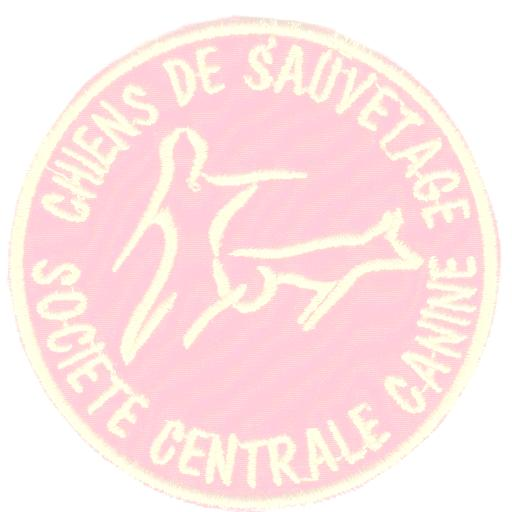 CHIENS DE SAUVETAGE
SOCIETE CENTRALE CANINE